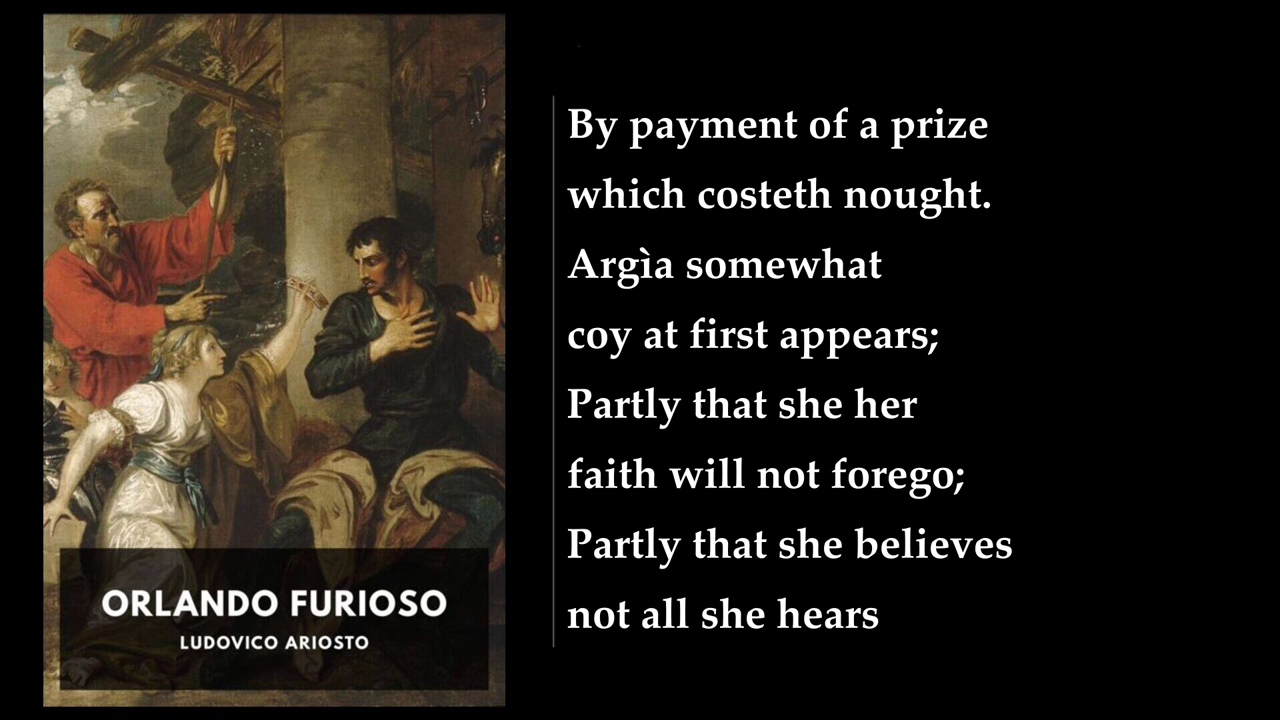 ORLANDO FURIOSO
LUDOVICO ARIOSTO
By payment of a prize
which costeth nought.
Argìa somewhat
coy at first appears;
Partly that she her
faith will not forego;
Partly that she believes
not all she hears